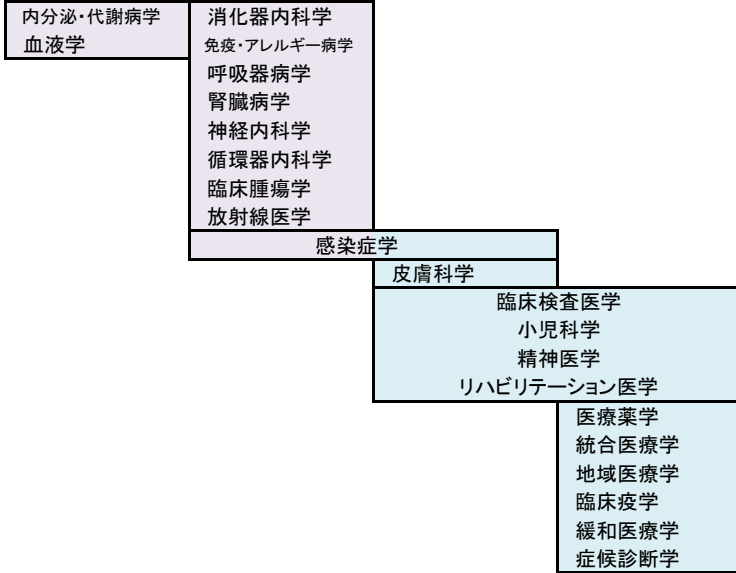 内分泌・代謝病学
血液学
消化器内科学
免疫・アレルギー病学
呼吸器病学
腎臓病学
神経内科学
循環器内科学
臨床腫瘍学
放射線医学
感染症学
皮膚科学
臨床検査医学
小児科学
精神医学
リハビリテーション医学
医療薬学
統合医療学
地域医療学
臨床疫学
緩和医療学
症候診断学